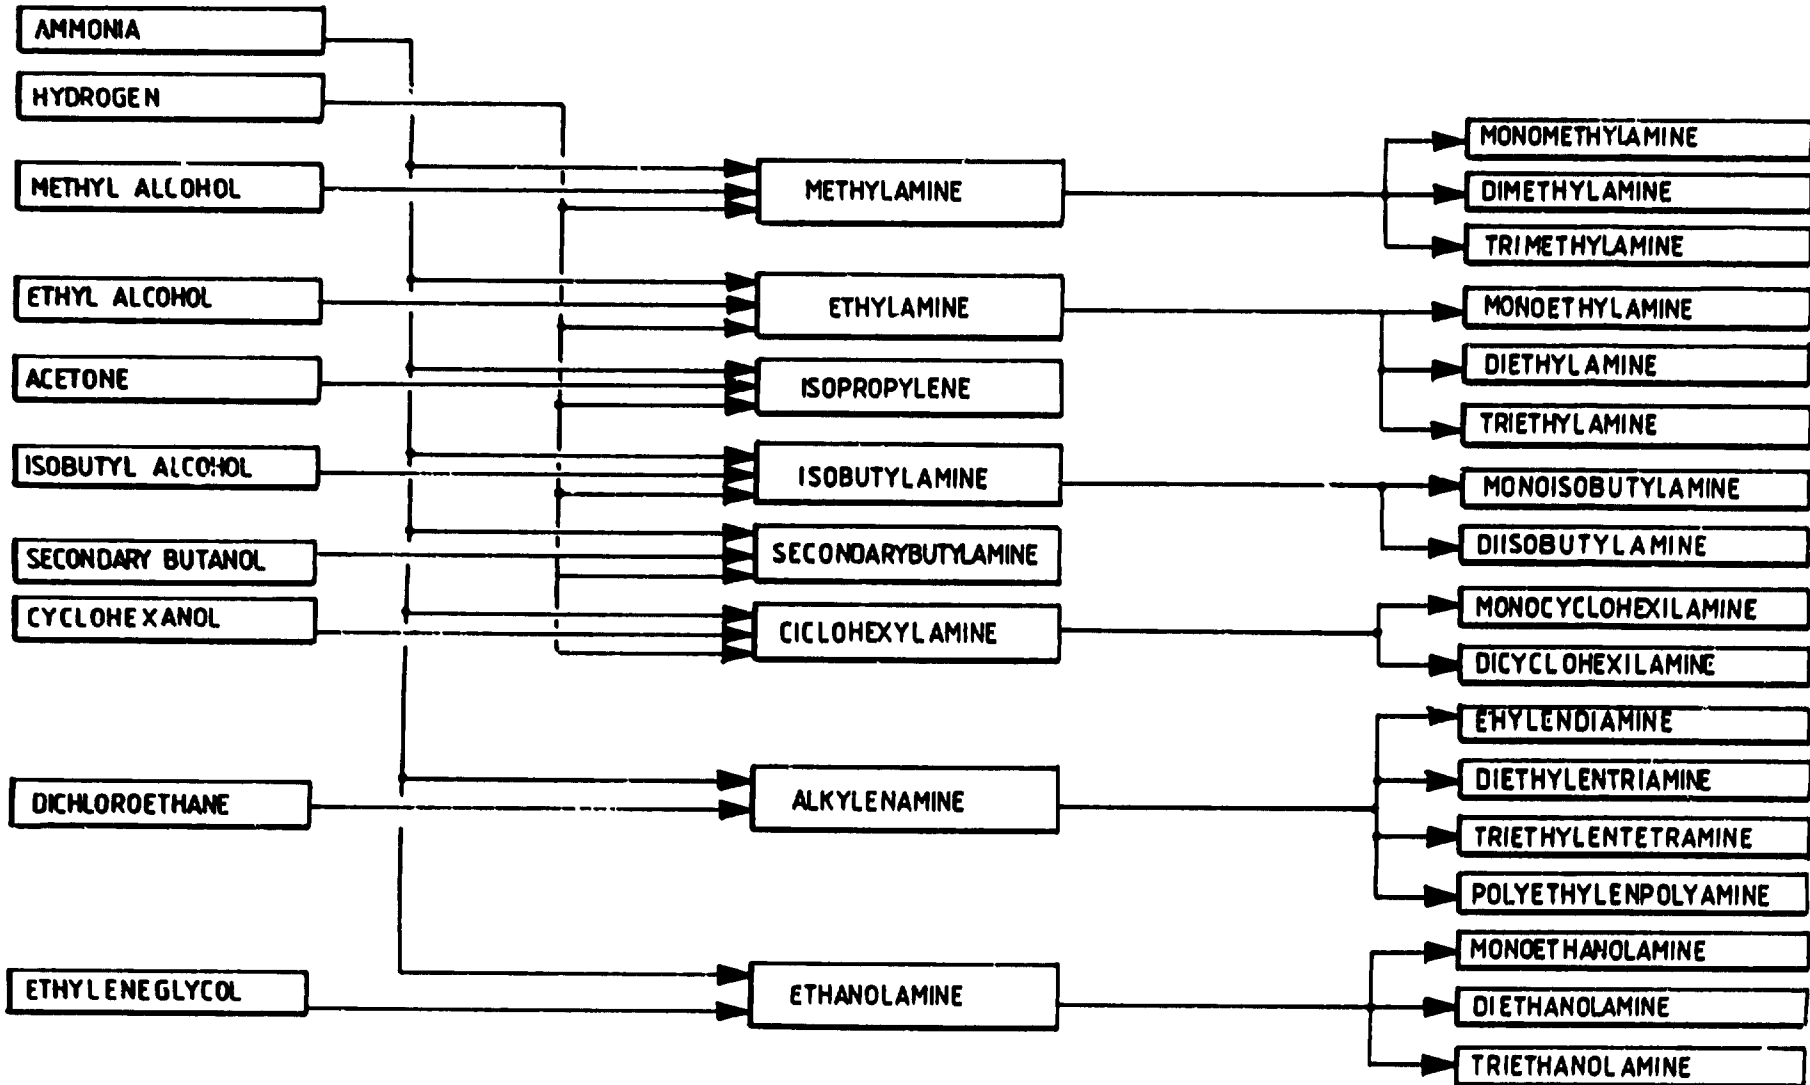 AMMONIA
HYDROGEN
METHYL ALCOHOL
ETHYL ALCOHOL
ACETONE
ISOBUTYL ALCOHOL
SECONDARY BUTANOL
CYCLOHEXANOL
DICHLOROETHANE
ETHYLENEGLYCOL
METHYLAMINE
ETHYLAMINE
ISOPROPYLENE
ISOBUTYLAMINE
SECONDARYBUTYLAMINE
CICLOHEXYLAMINE
ALKYLENAMINE
ETHANOLAMINE
MONOMETHYLAMINE
DIMETHYLAMINE
TRIMETHYLAMINE
MONOETHYLAMINE
DIETHYLAMINE
TRIETHYLAMINE
MONOISOBUTYLAMINE
DIISOBUTYLAMINE
MONOCYCLOHEXILAMINE
DICYCLOHEXILAMINE
EHYLENDIAMINE
DIETHYLENTRIAMINE
TRIETHYLENTETRAMINE
POLYETHYLENPOLYAMINE
MONOETHANOLAMINE
DIETHANOLAMINE
TRIETHANOLAMINE